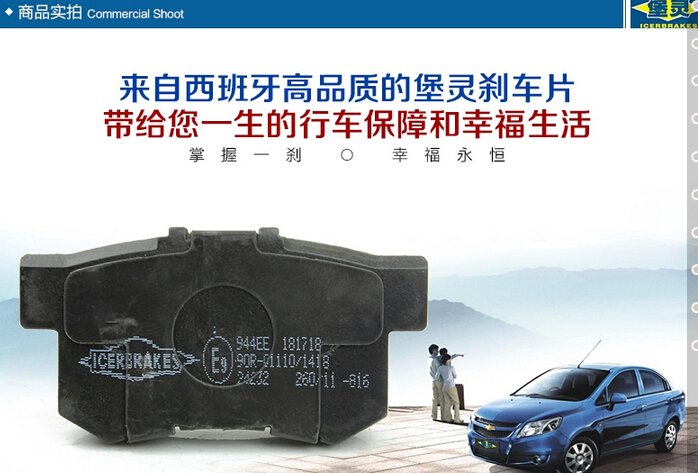 商品实拍 Commercial Shoot
堡灵
ICERBRAKES
来自西班牙高品质的堡灵刹车片
带给您一生的行车保障和幸福生活
掌握一刹 ○ 幸福永恒
944EE 181718
ICERBRAKES E9 90R-01110/1418
24232 260/11 -816